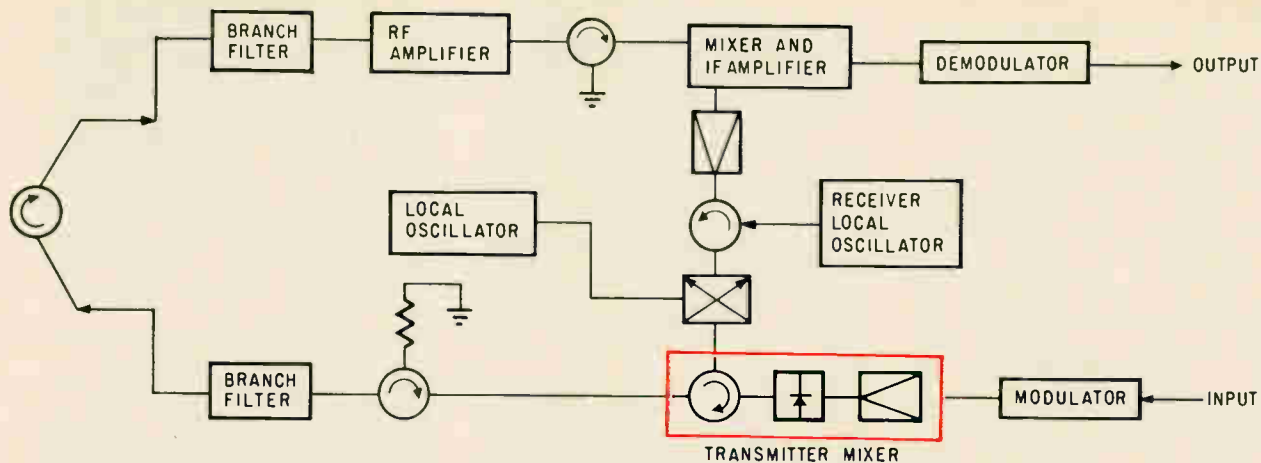 BRANCH
FILTER
RF
AMPLIFIER
MIXER AND
IF AMPLIFIER
DEMODULATOR
OUTPUT
LOCAL
OSCILLATOR
RECEIVER
LOCAL
OSCILLATOR
BRANCH
FILTER
MODULATOR
INPUT
TRANSMITTER MIXER